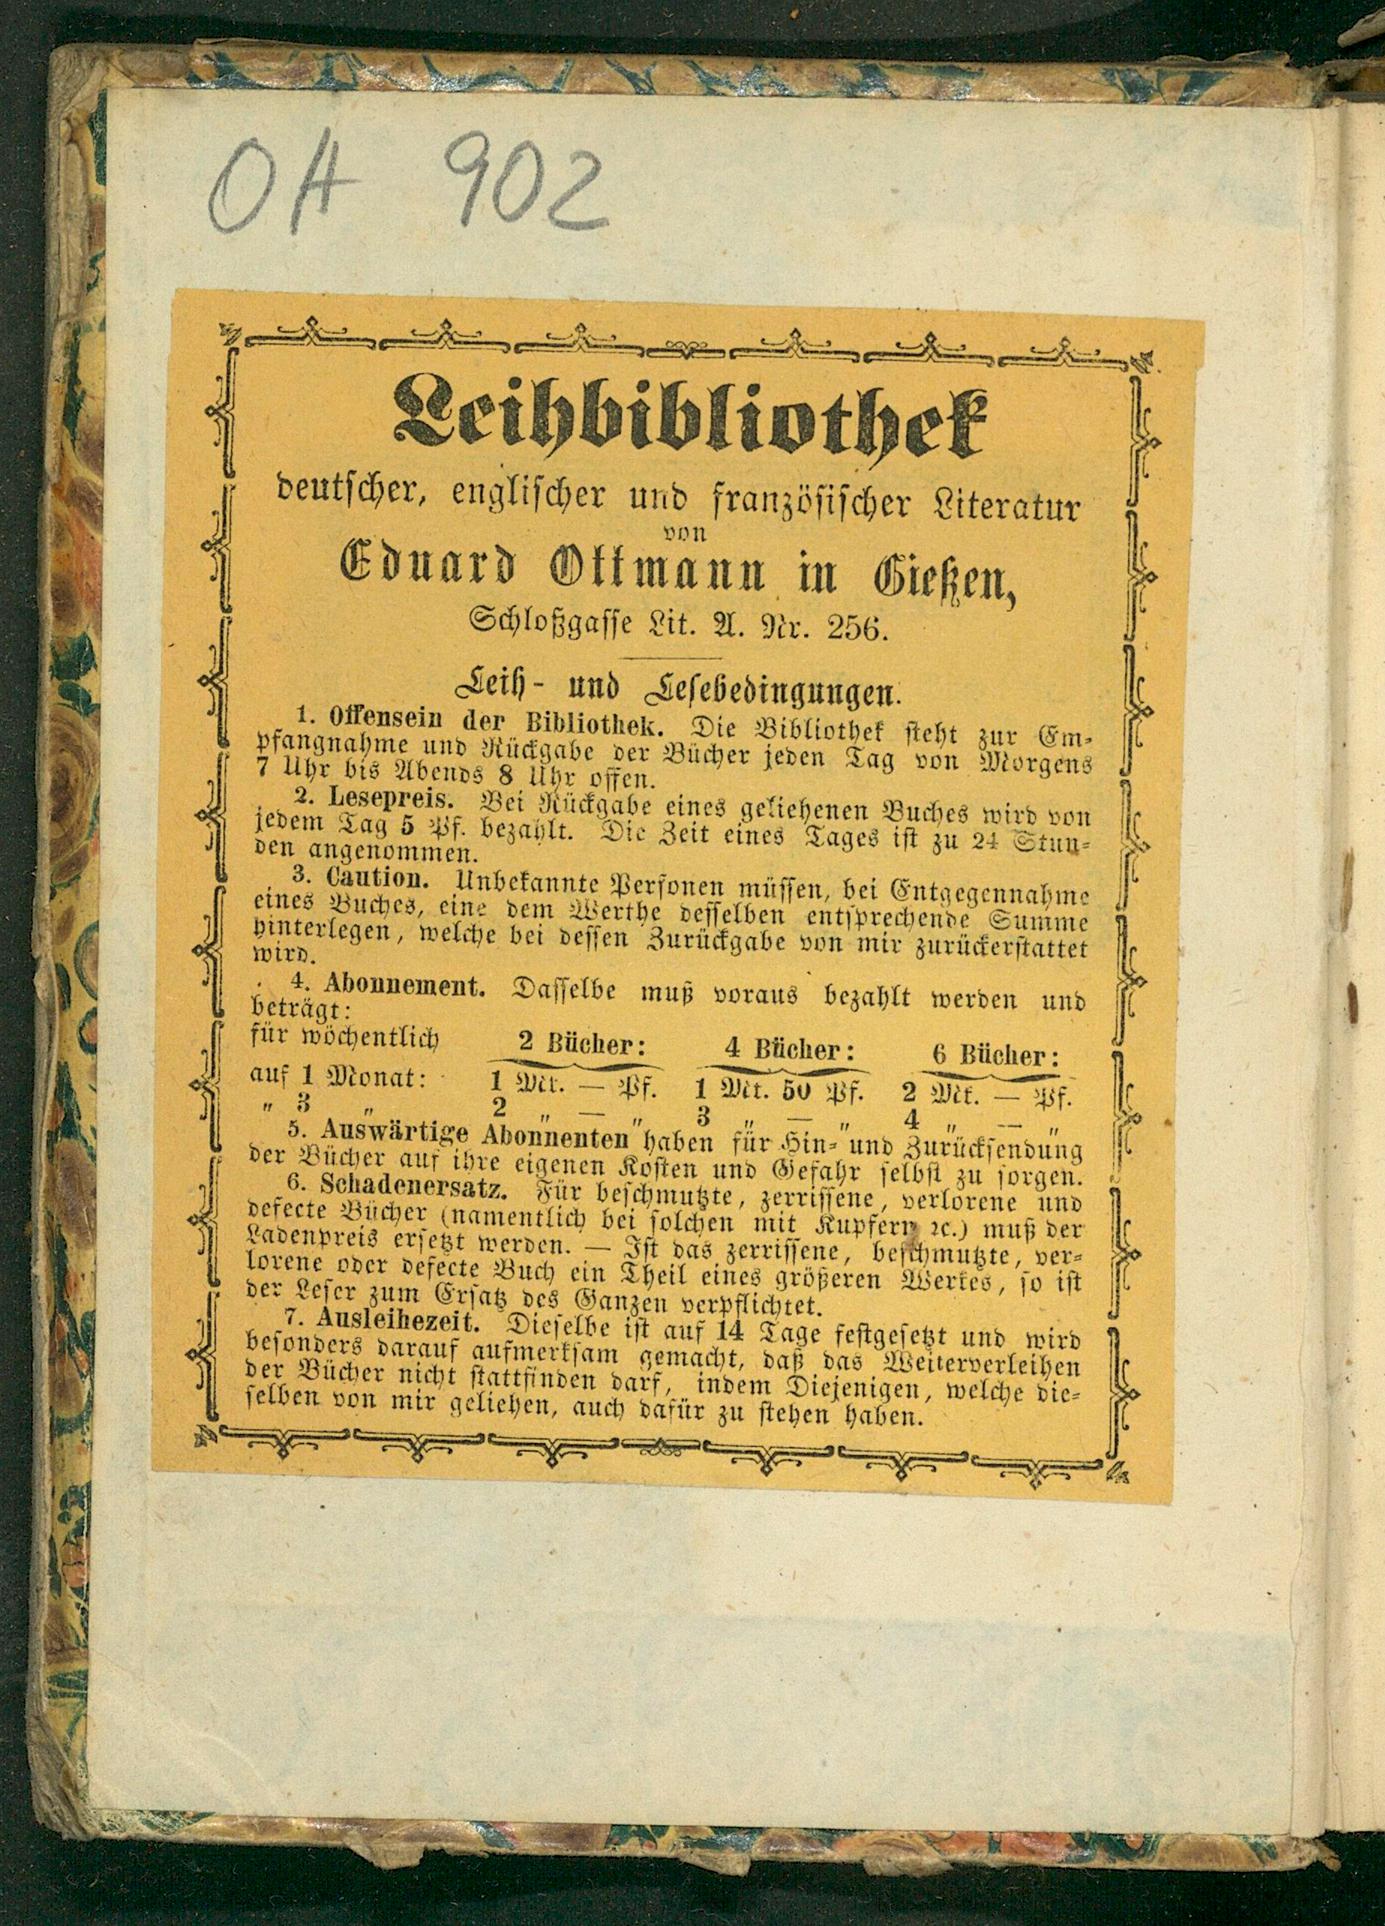 OH 902
Leihbibliothek
deutscher, englischer und französischer Literatur
von
Eduard Ottmann in Gießen,
Schloßgasse Lit. A. Nr. 256.
Leih- und Lesebedingungen.
1. Offensein der Bibliothek. Die Bibliothek steht zur Em-
pfangnahme und Rückgabe der Bücher jeden Tag von Morgens
7 Uhr bis Abends 8 Uhr offen.
2. Lesepreis. Bei Rückgabe eines geliehenen Buches wird von
jedem Tag 5 Pf. bezahlt. Die Zeit eines Tages ist zu 24 Stun-
den angenommen.
3. Caution. Unbekannte Personen müssen, bei Entgegennahme
eines Buches, eine dem Werthe desselben entsprechende Summe
hinterlegen, welche bei dessen Zurückgabe von mir zurückerstattet
wird.
4. Abonnement. Dasselbe muß voraus bezahlt werden und
beträgt:
für wöchentlich 2 Bücher: 4 Bücher: 6 Bücher:
auf 1 Monat: 1 Mk. — Pf. 1 Mk. 50 Pf. 2 Mk. — Pf.
" 3 " 2 " — " 3 " — " 4 " — "
5. Auswärtige Abonnenten haben für Hin- und Zurücksendung
der Bücher auf ihre eigenen Kosten und Gefahr selbst zu sorgen.
6. Schadenersatz. Für beschmutzte, zerrissene, verlorene und
defecte Bücher (namentlich bei solchen mit Kupfern ꝛc.) muß der
Ladenpreis ersetzt werden. — Ist das zerrissene, beschmutzte, ver-
lorene oder defecte Buch ein Theil eines größeren Werkes, so ist
der Leser zum Ersatz des Ganzen verpflichtet.
7. Ausleihezeit. Dieselbe ist auf 14 Tage festgesetzt und wird
besonders darauf aufmerksam gemacht, daß das Weiterverleihen
der Bücher nicht stattfinden darf, indem Diejenigen, welche die-
selben von mir geliehen, auch dafür zu stehen haben.